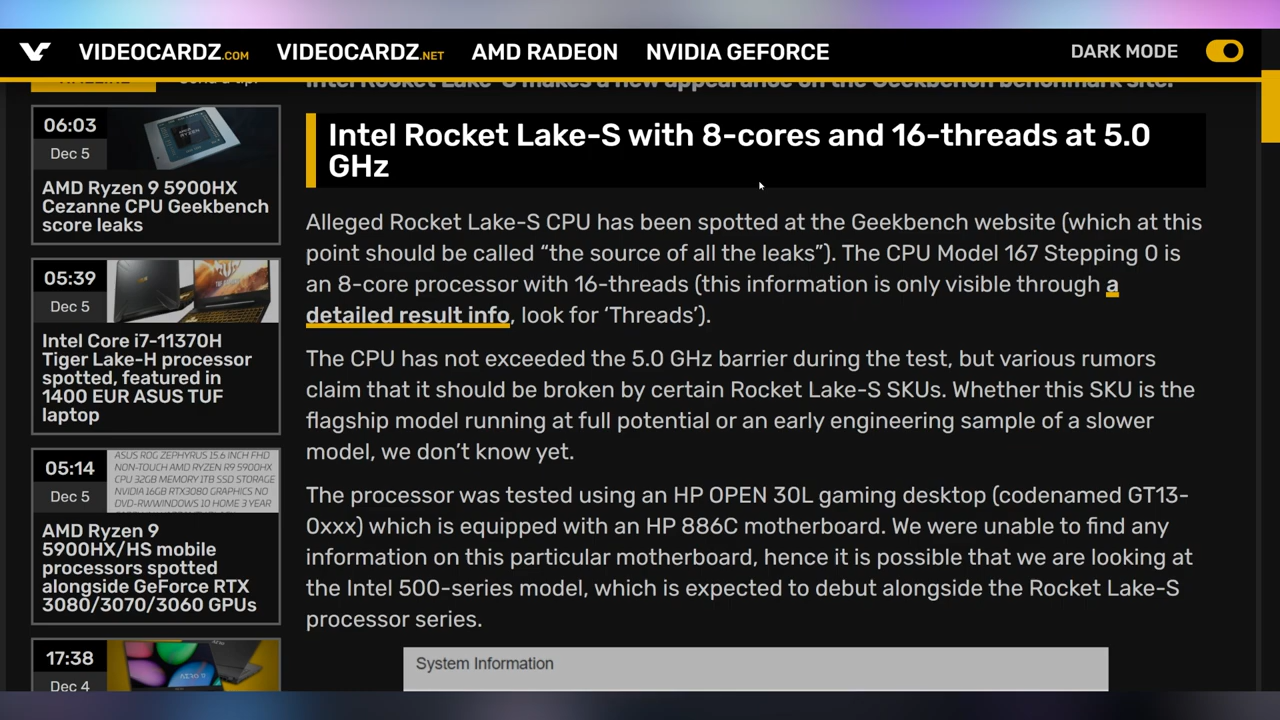 VIDEOCARDZ.COM VIDEOCARDZ.NET AMD RADEON NVIDIA GEFORCE DARK MODE
Intel Rocket Lake-S makes a new appearance on the Geekbench benchmark site.
Intel Rocket Lake-S with 8-cores and 16-threads at 5.0
GHz
Alleged Rocket Lake-S CPU has been spotted at the Geekbench website (which at this
point should be called “the source of all the leaks”). The CPU Model 167 Stepping 0 is
an 8-core processor with 16-threads (this information is only visible through a
detailed result info, look for ‘Threads’).
The CPU has not exceeded the 5.0 GHz barrier during the test, but various rumors
claim that it should be broken by certain Rocket Lake-S SKUs. Whether this SKU is the
flagship model running at full potential or an early engineering sample of a slower
model, we don’t know yet.
The processor was tested using an HP OPEN 30L gaming desktop (codenamed GT13-
0xxx) which is equipped with an HP 886C motherboard. We were unable to find any
information on this particular motherboard, hence it is possible that we are looking at
the Intel 500-series model, which is expected to debut alongside the Rocket Lake-S
processor series.
System Information
06:03
Dec 5
AMD Ryzen 9 5900HX
Cezanne CPU Geekbench
score leaks
05:39
Dec 5
Intel Core i7-11370H
Tiger Lake-H processor
spotted, featured in
1400 EUR ASUS TUF
laptop
05:14
Dec 5
ASUS ROG ZEPHYRUS 15.6 INCH FHD
NON-TOUCH AMD RYZEN R9 5900HX
CPU 32GB MEMORY 1TB SSD STORAGE
NVIDIA 16GB RTX3080 GRAPHICS NO
DVD-RWWINDOWS 10 HOME 3 YEAR
AMD Ryzen 9
5900HX/HS mobile
processors spotted
alongside GeForce RTX
3080/3070/3060 GPUs
17:38
Dec 4